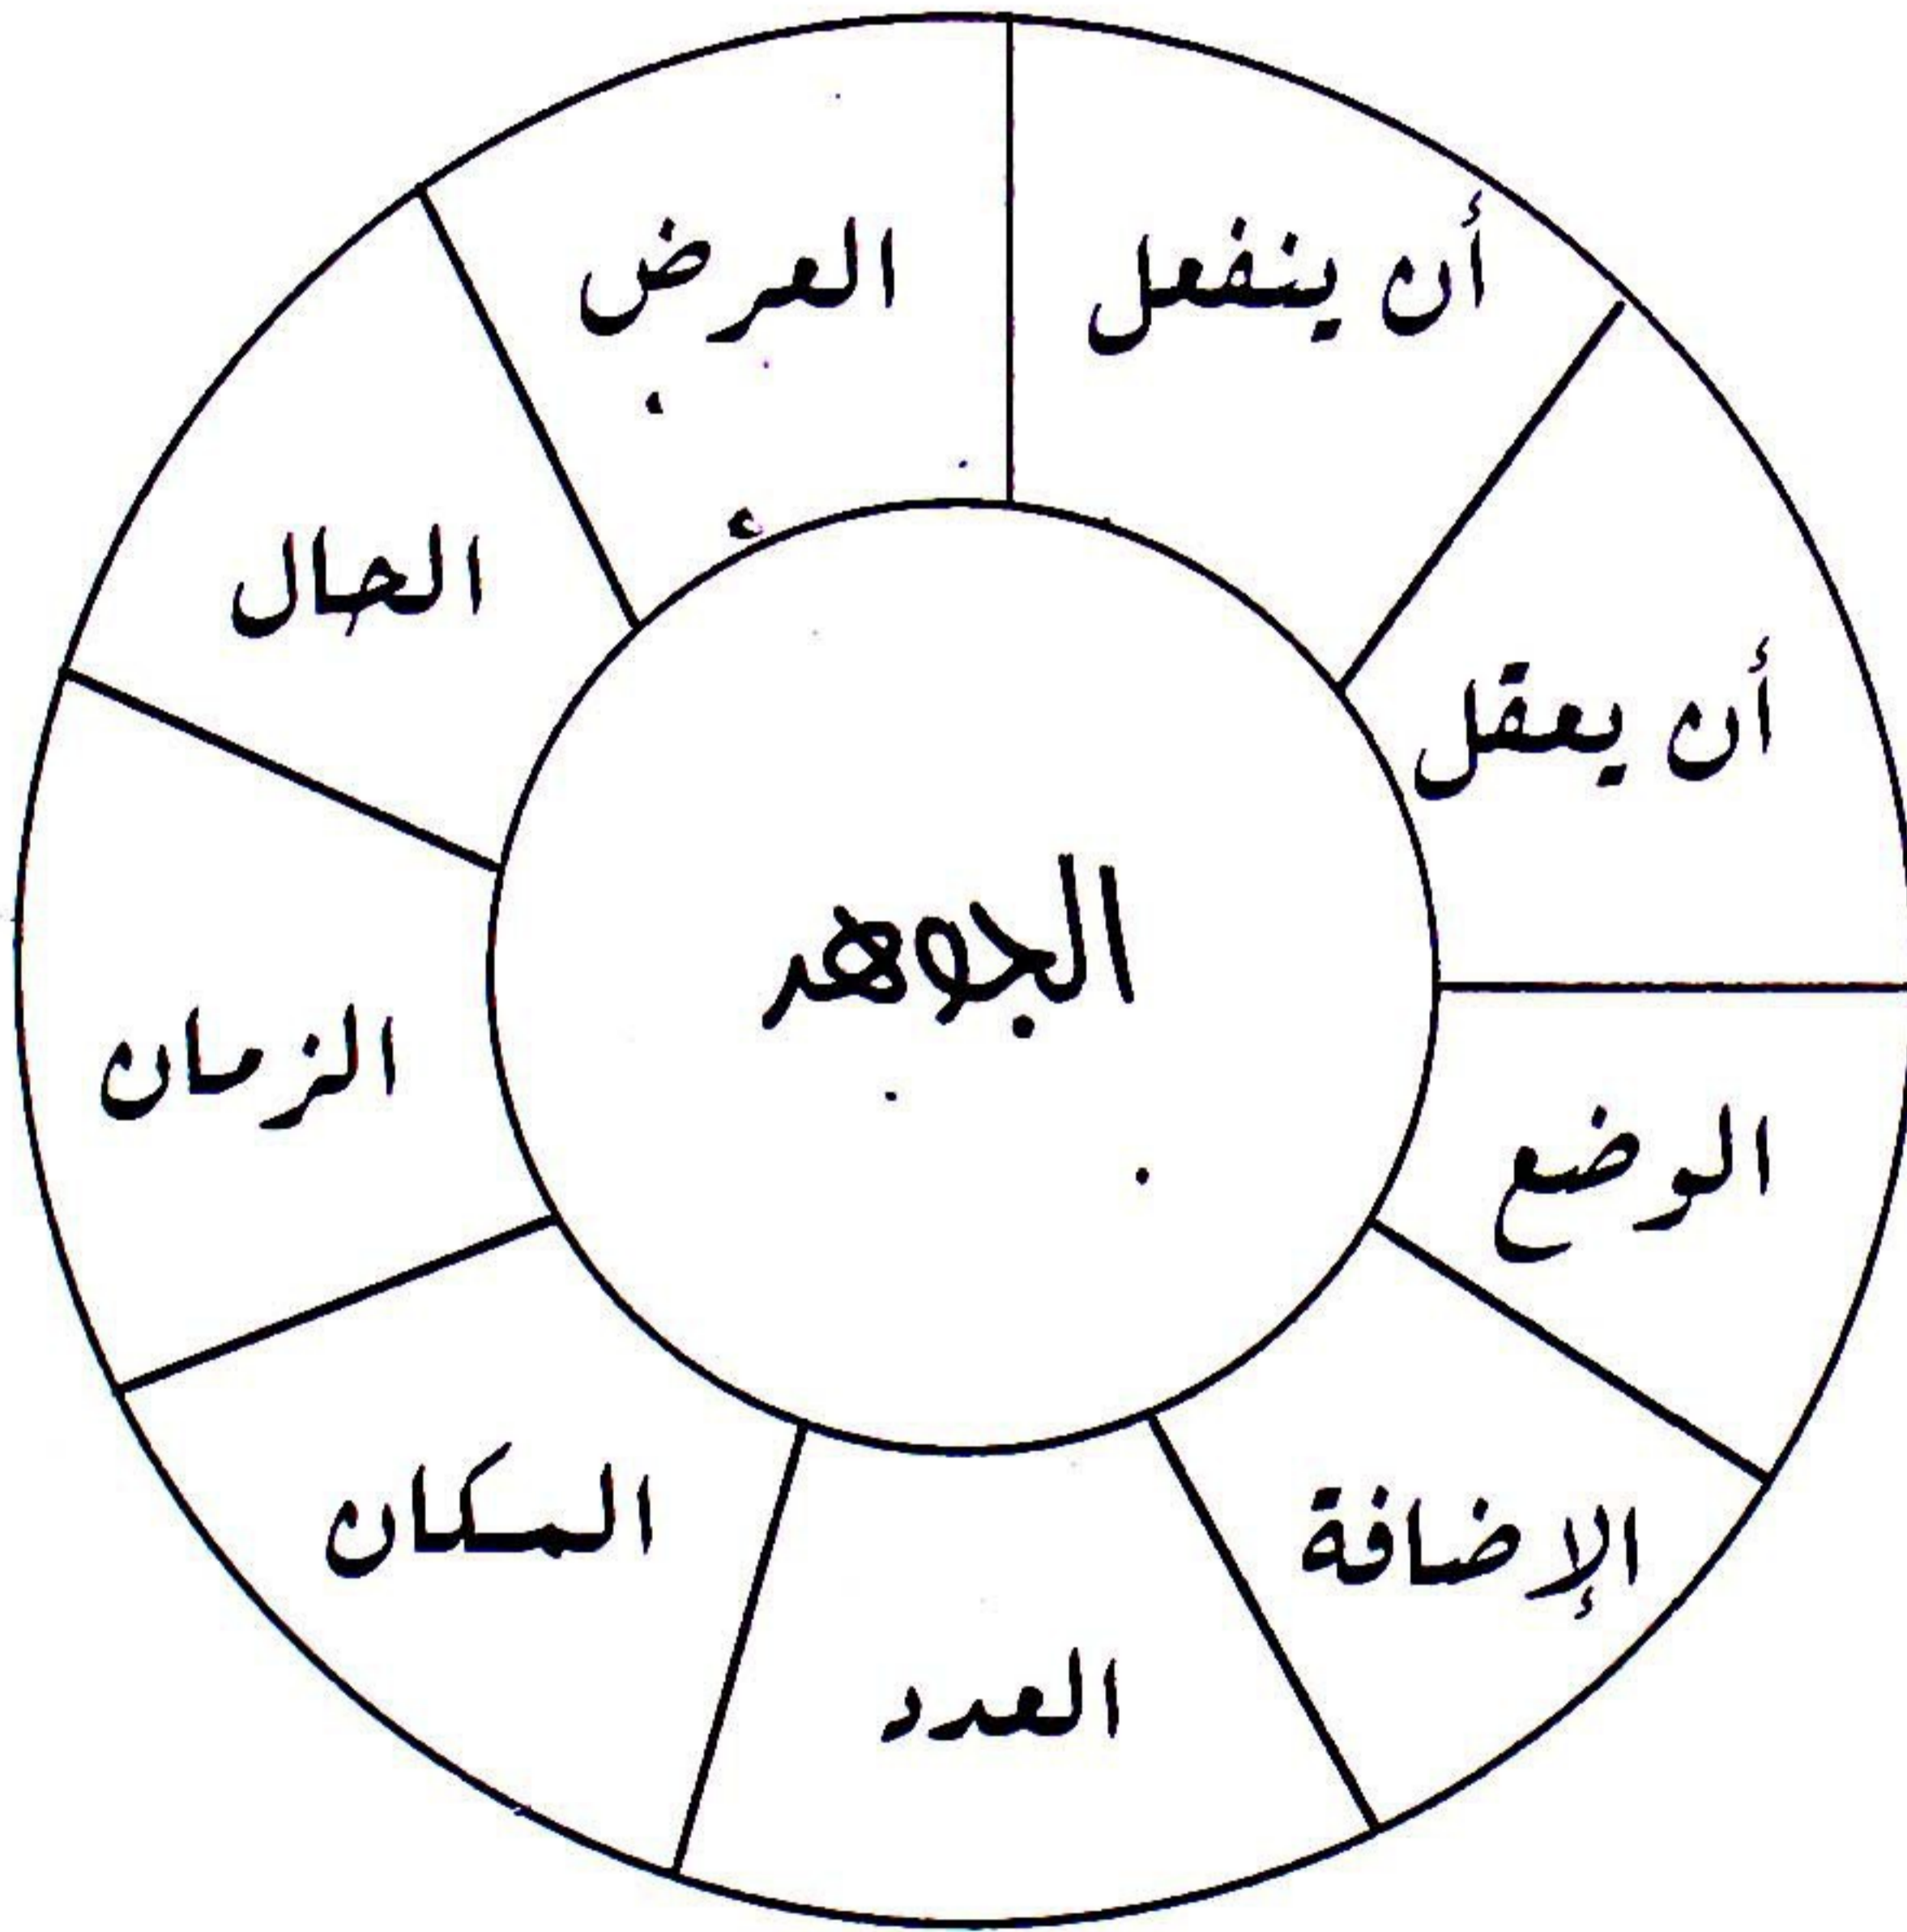 العرض
أن ينفعل
أن يعقل
الوضع
الإضافة
العدد
المكان
الزمان
الحال
الجوهر